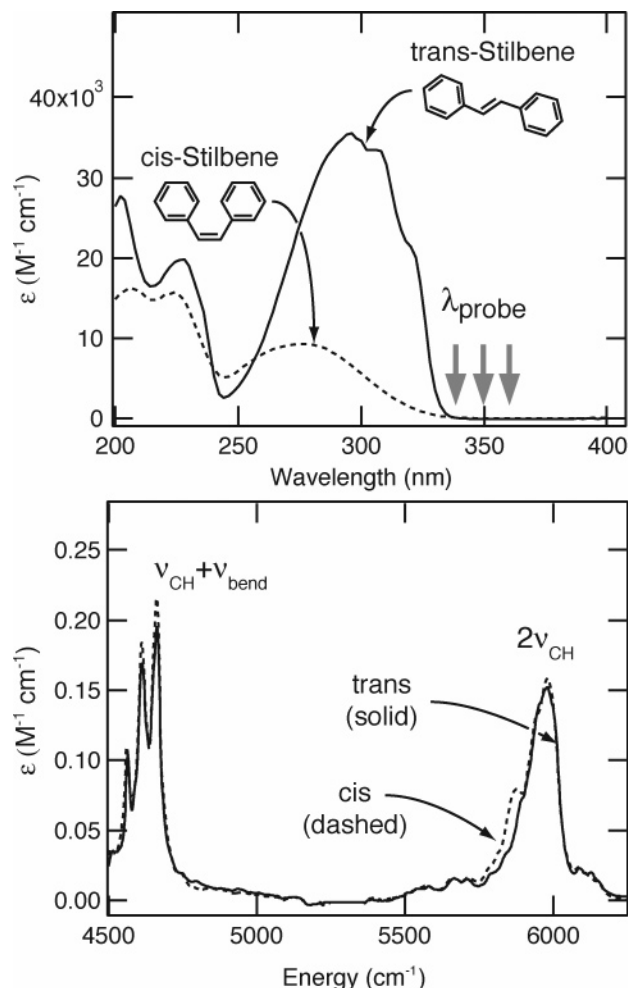 trans-Stilbene
40x10³
cis-Stilbene
30
20
10
0
ε (M⁻¹ cm⁻¹)
λprobe
200 250 300 350 400
Wavelength (nm)
0.25
0.20
0.15
0.10
0.05
0.00
ε (M⁻¹ cm⁻¹)
νCH+νbend
2νCH
trans
(solid)
cis
(dashed)
4500 5000 5500 6000
Energy (cm⁻¹)